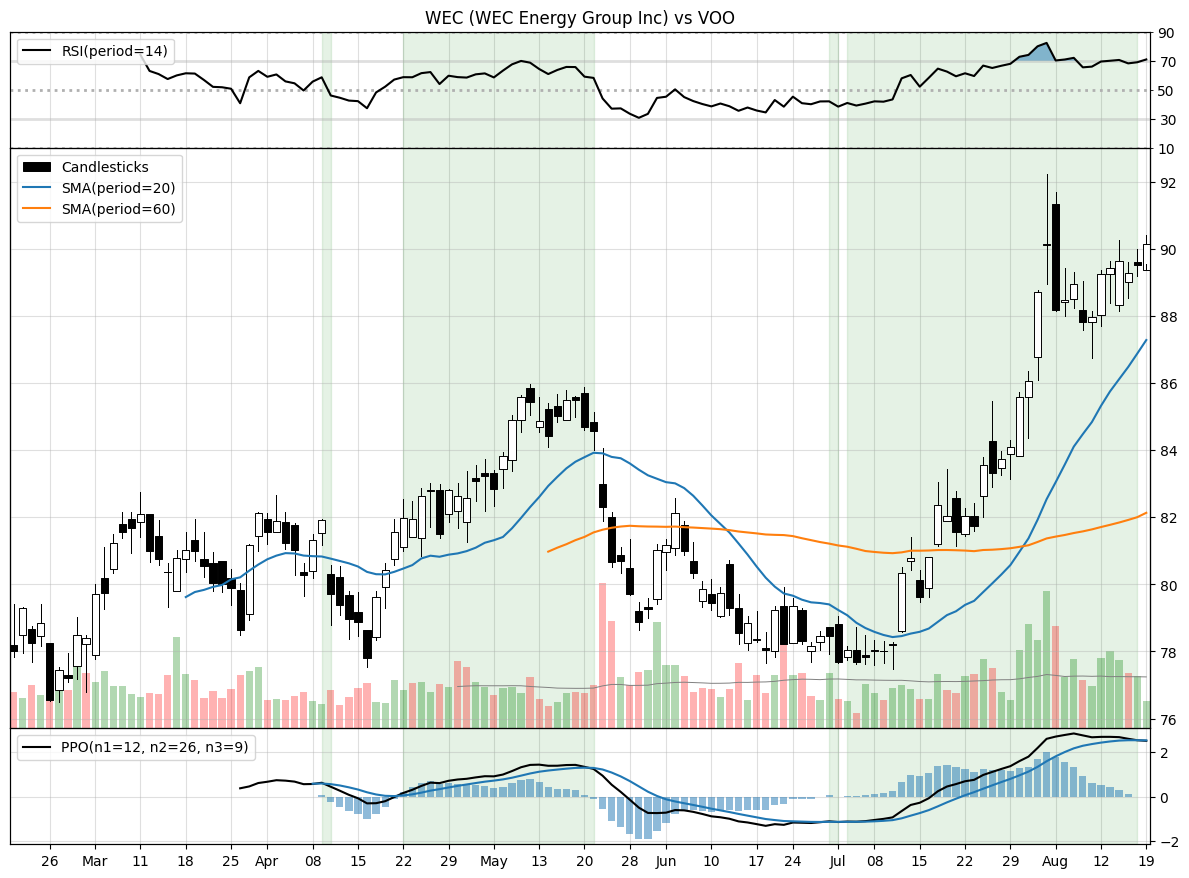 WEC (WEC Energy Group Inc) vs VOO
RSI(period=14)
90
70
50
30
10
Candlesticks
SMA(period=20)
SMA(period=60)
92
90
88
86
84
82
80
78
76
PPO(n1=12, n2=26, n3=9)
2
0
−2
26 Mar 11 18 25 Apr 08 15 22 29 May 13 20 28 Jun 10 17 24 Jul 08 15 22 29 Aug 12 19